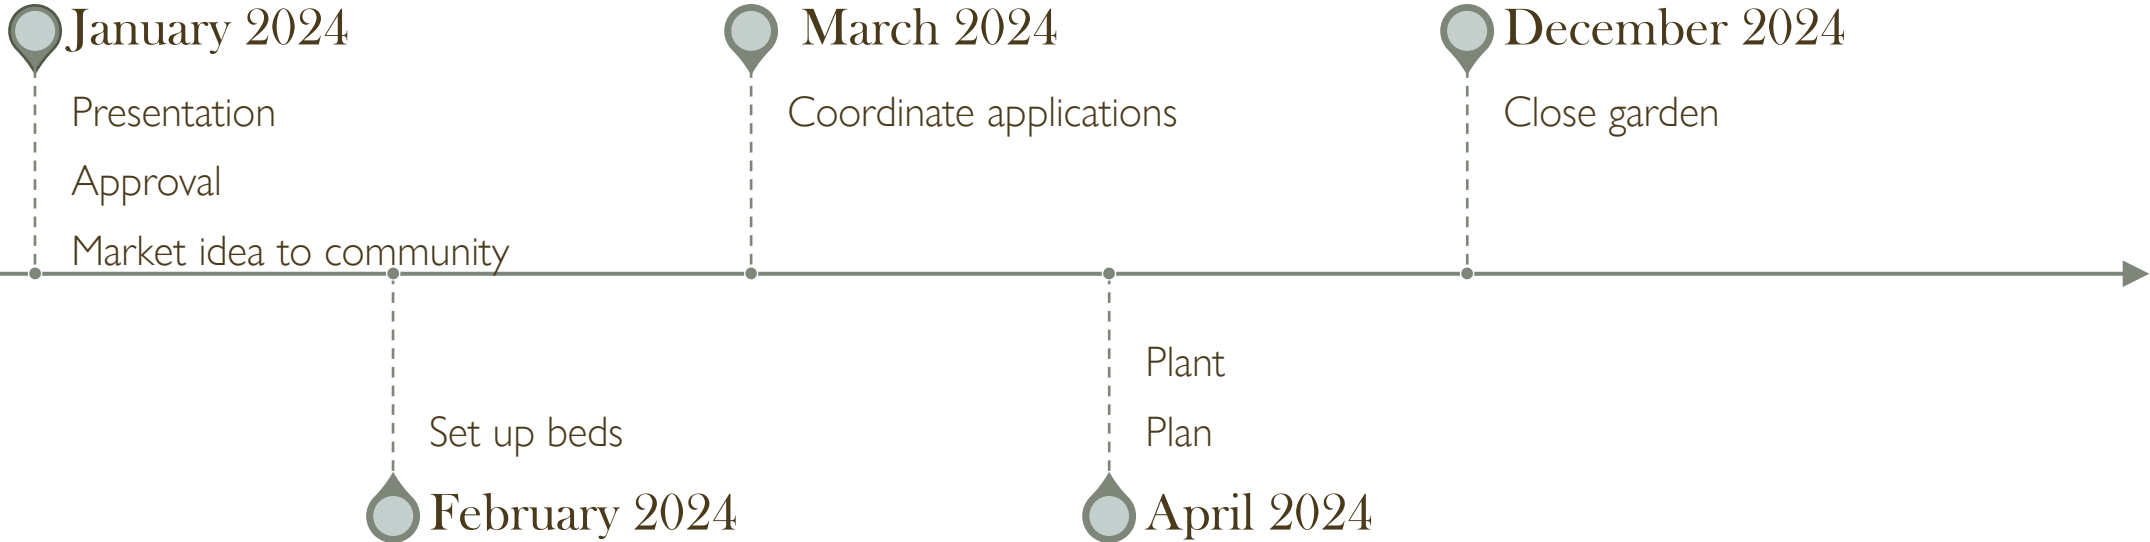 January 2024
Presentation
Approval
Market idea to community
Set up beds
February 2024
March 2024
Coordinate applications
Plant
Plan
April 2024
December 2024
Close garden